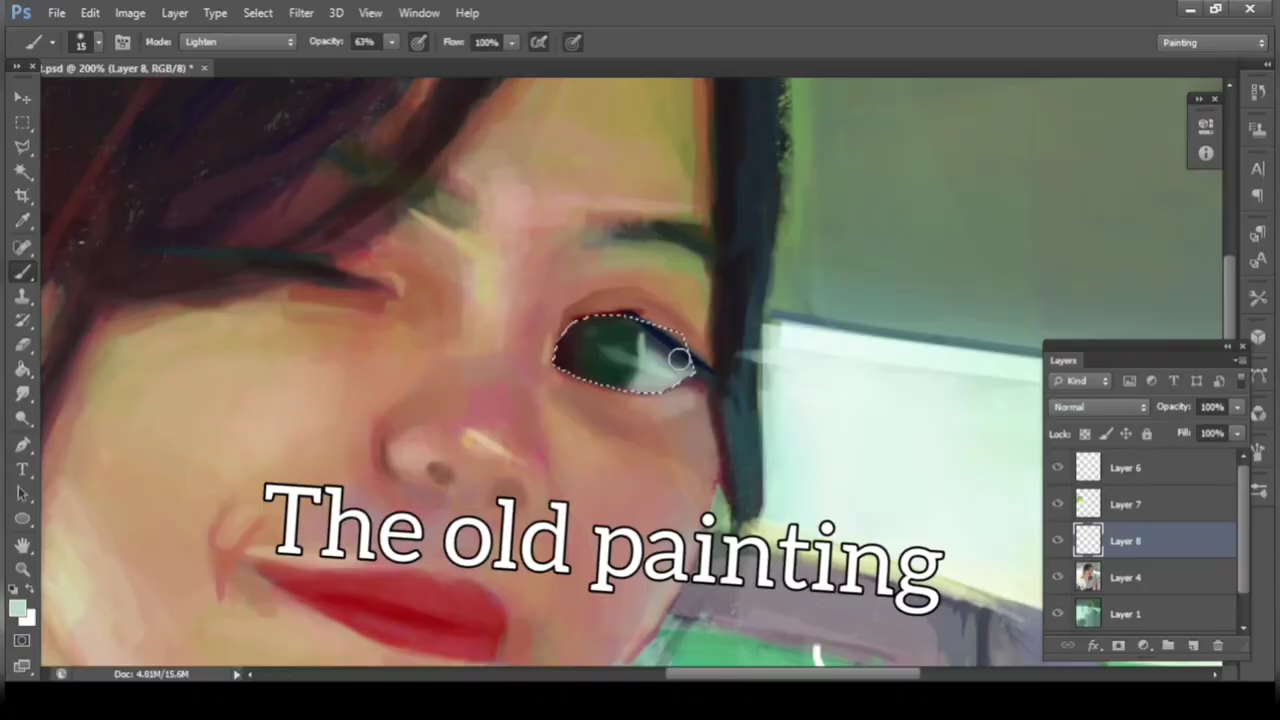 Ps File Edit Image Layer Type Select Filter 3D View Window Help
15 Mode: Lighten Opacity: 63% Flow: 100% Painting
.psd @ 200% (Layer 8, RGB/8) * ×
Layers
Kind
Normal Opacity: 100%
Lock: Fill: 100%
Layer 6
Layer 7
Layer 8
Layer 4
Layer 1
The old painting
Doc: 4.81M/15.6M